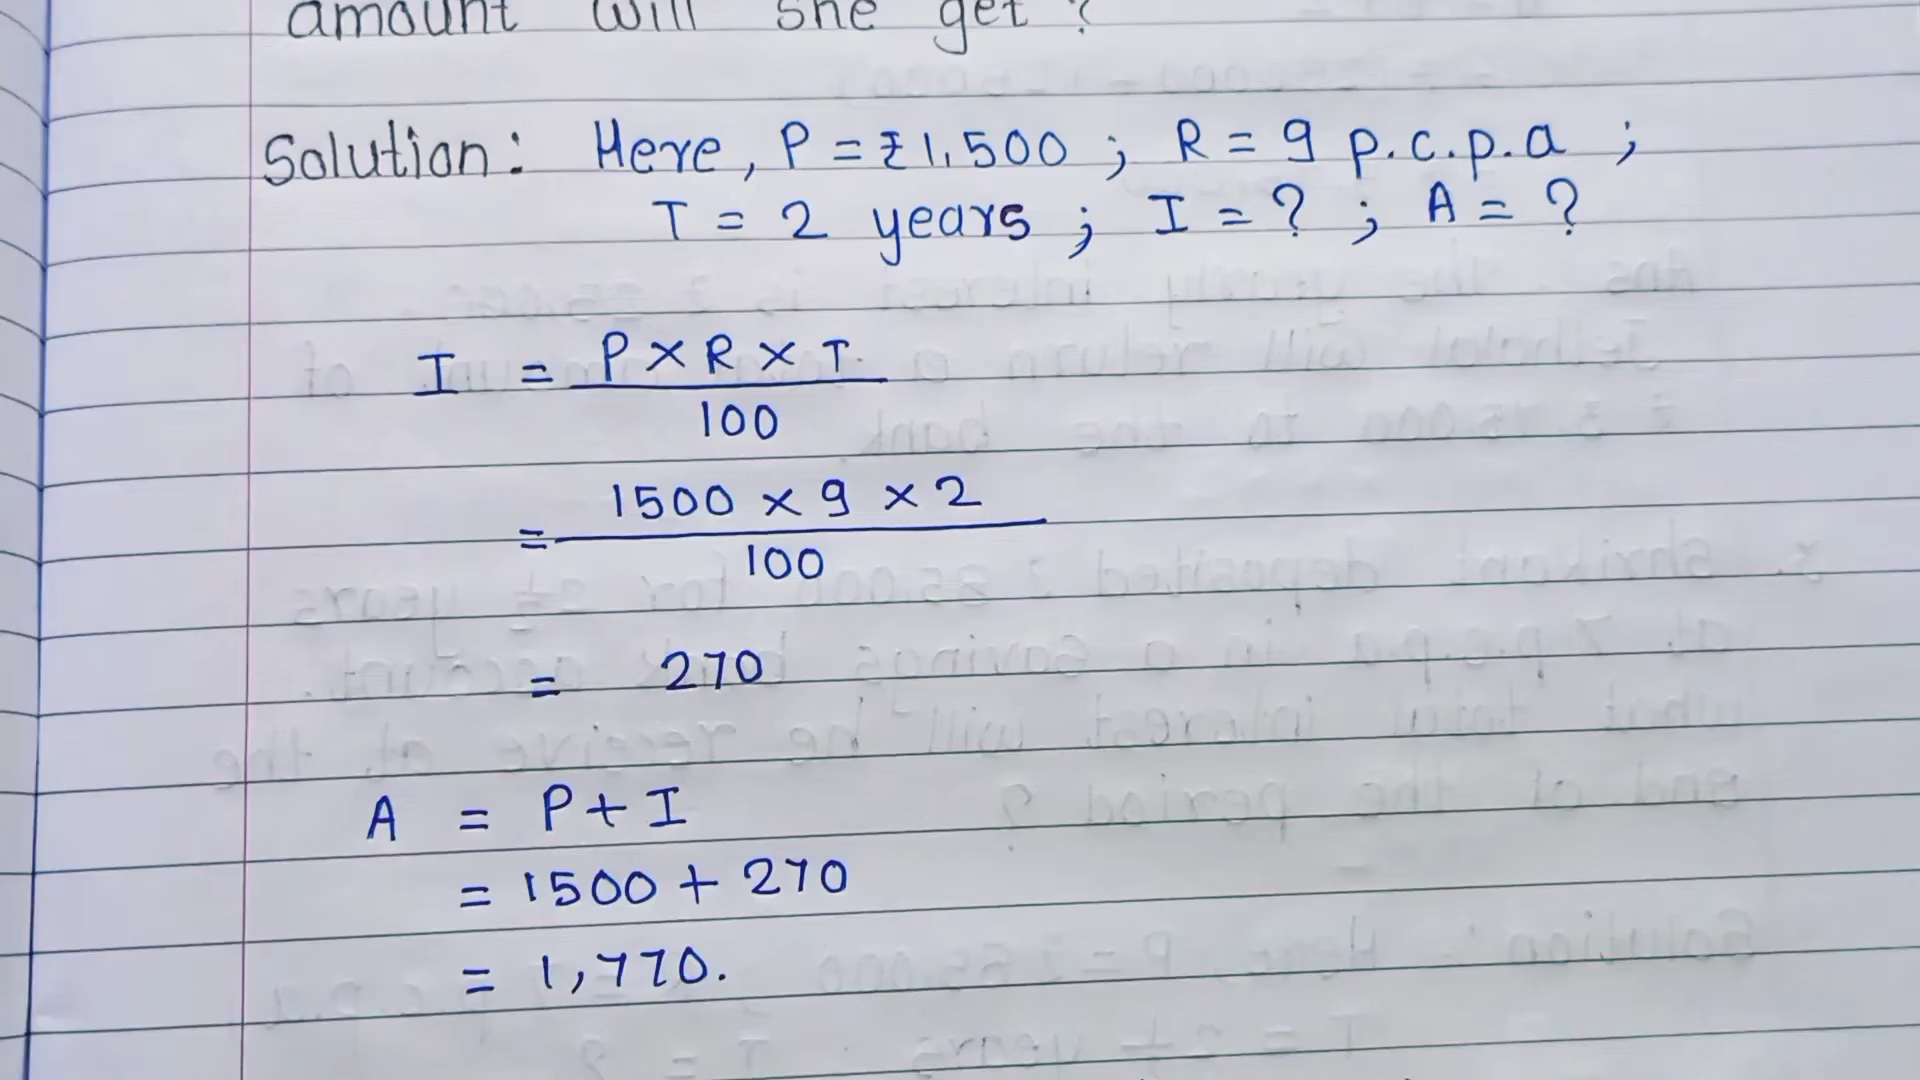 amount will she get ?
Solution: Here, P = ₹1,500 ; R = 9 p.c.p.a ;
T = 2 years ; I = ? ; A = ?
I = P × R × T
100
= 1500 × 9 × 2
100
= 270
A = P + I
= 1500 + 270
= 1,770.